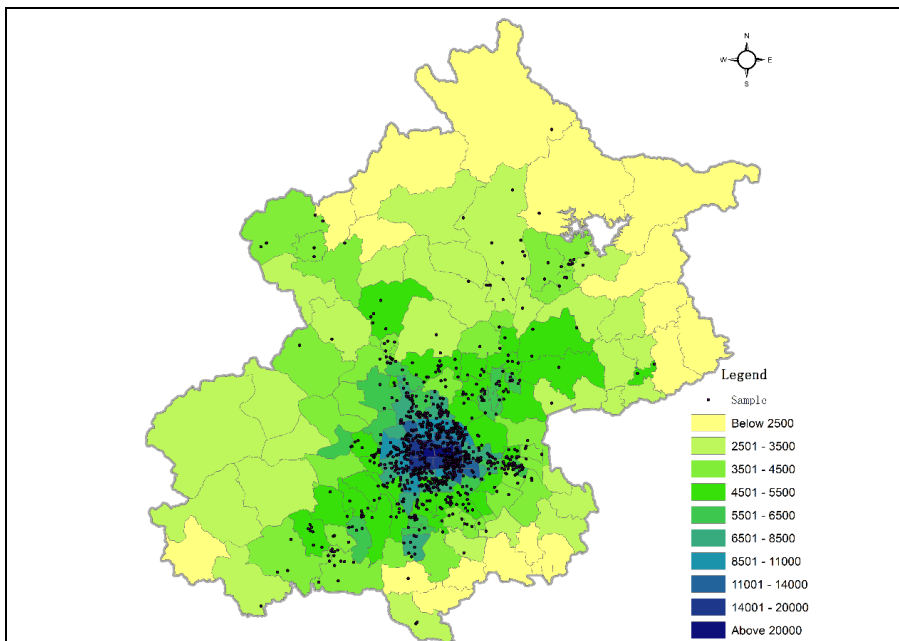 N
W E
S
Legend
Sample
Below 2500
2501 - 3500
3501 - 4500
4501 - 5500
5501 - 6500
6501 - 8500
8501 - 11000
11001 - 14000
14001 - 20000
Above 20000